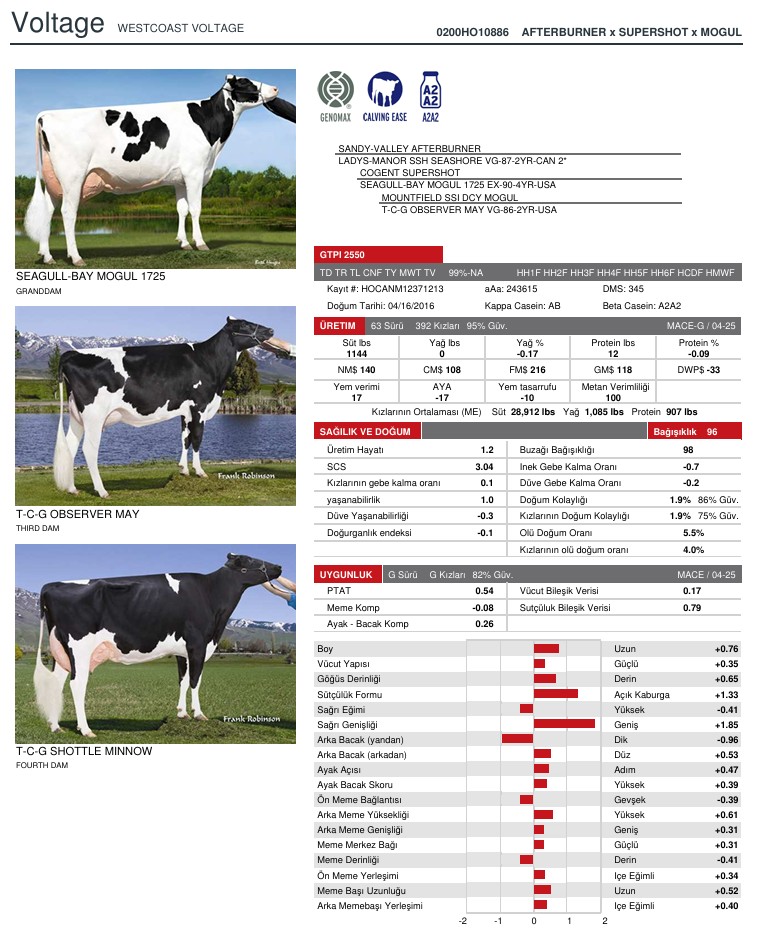 Voltage WESTCOAST VOLTAGE
0200HO10886 AFTERBURNER x SUPERSHOT x MOGUL
SEAGULL-BAY MOGUL 1725
GRANDDAM
Frank Robinson
T-C-G OBSERVER MAY
THIRD DAM
Frank Robinson
T-C-G SHOTTLE MINNOW
FOURTH DAM
GENOMAX CALVING EASE A2A2
A2 A2
SANDY-VALLEY AFTERBURNER
LADYS-MANOR SSH SEASHORE VG-87-2YR-CAN 2*
COGENT SUPERSHOT
SEAGULL-BAY MOGUL 1725 EX-90-4YR-USA
MOUNTFIELD SSI DCY MOGUL
T-C-G OBSERVER MAY VG-86-2YR-USA
GTPI 2550
TD TR TL CNF TY MWT TV 99%-NA HH1F HH2F HH3F HH4F HH5F HH6F HCDF HMWF
Kayıt #: HOCANM12371213 aAa: 243615 DMS: 345
Doğum Tarihi: 04/16/2016 Kappa Casein: AB Beta Casein: A2A2
ÜRETIM 63 Sürü 392 Kızları 95% Güv. MACE-G / 04-25
Süt lbs Yağ lbs Yağ % Protein lbs Protein %
1144 0 -0.17 12 -0.09
NM$ 140 CM$ 108 FM$ 216 GM$ 118 DWP$ -33
Yem verimi AYA Yem tasarrufu Metan Verimliliği
17 -17 -10 100
Kızlarının Ortalaması (ME) Süt 28,912 lbs Yağ 1,085 lbs Protein 907 lbs
SAĞLIK VE DOĞUM Bağışıklık 96
Üretim Hayatı 1.2 Buzağı Bağışıklığı 98
SCS 3.04 Inek Gebe Kalma Oranı -0.7
Kızlarının gebe kalma oranı 0.1 Düve Gebe Kalma Oranı -0.2
yaşanabilirlik 1.0 Doğum Kolaylığı 1.9% 86% Güv.
Düve Yaşanabilirliği -0.3 Kızlarının Doğum Kolaylığı 1.9% 75% Güv.
Doğurganlık endeksi -0.1 Olü Doğum Oranı 5.5%
Kızlarının olü doğum oranı 4.0%
UYGUNLUK G Sürü G Kızları 82% Güv. MACE / 04-25
PTAT 0.54 Vücut Bileşik Verisi 0.17
Meme Komp -0.08 Sutçüluk Bileşik Verisi 0.79
Ayak - Bacak Komp 0.26
Boy Uzun +0.76
Vücut Yapısı Güçlü +0.35
Göğüs Derinliği Derin +0.65
Sütçülük Formu Açık Kaburga +1.33
Sağrı Eğimi Yüksek -0.41
Sağrı Genişliği Geniş +1.85
Arka Bacak (yandan) Dik -0.96
Arka Bacak (arkadan) Düz +0.53
Ayak Açısı Adım +0.47
Ayak Bacak Skoru Yüksek +0.39
Ön Meme Bağlantısı Gevşek -0.39
Arka Meme Yüksekliği Yüksek +0.61
Arka Meme Genişliği Geniş +0.31
Meme Merkez Bağı Güçlü +0.31
Meme Derinliği Derin -0.41
Ön Meme Yerleşimi Içe Eğimli +0.34
Meme Başı Uzunluğu Uzun +0.52
Arka Memebaşı Yerleşimi Içe Eğimli +0.40
-2 -1 0 1 2